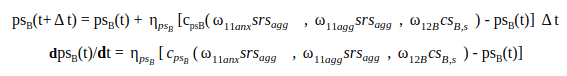 ps_B(t+ Δ t) = ps_B(t) + η_{ps_B} [c_{psB}( ω_{11anx}srs_{agg} , ω_{11agg}srs_{agg} , ω_{12B}cs_{B,s} ) - ps_B(t)] Δ t
dps_B(t)/dt = η_{ps_B} [ c_{ps_B} ( ω_{11anx}srs_{agg} , ω_{11agg}srs_{agg} , ω_{12B}cs_{B,s} ) - ps_B(t)]